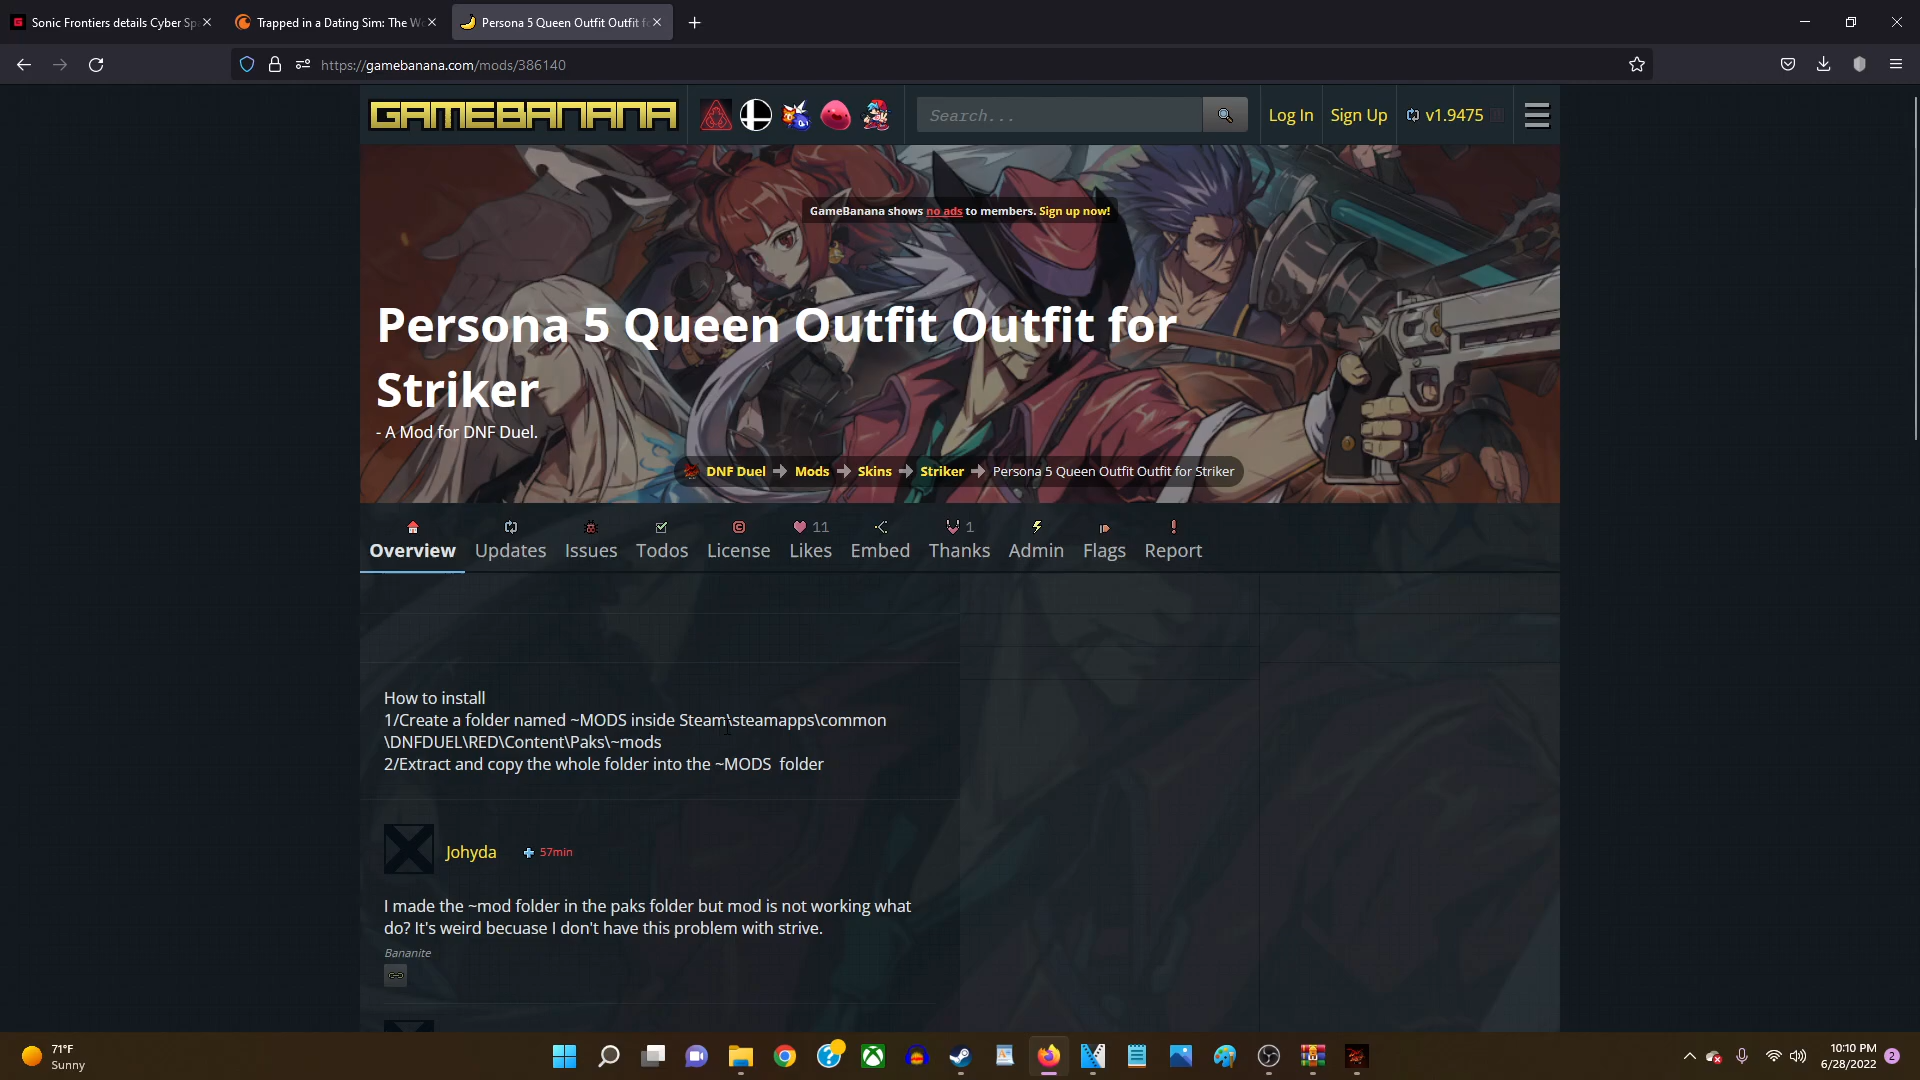 Sonic Frontiers details Cyber Sp
Trapped in a Dating Sim: The W
Persona 5 Queen Outfit Outfit fo
https://gamebanana.com/mods/386140
GAMEBANANA
Search...
Log In
Sign Up
v1.9475
GameBanana shows no ads to members. Sign up now!
Persona 5 Queen Outfit Outfit for
Striker
- A Mod for DNF Duel.
DNF Duel Mods Skins Striker Persona 5 Queen Outfit Outfit for Striker
11
1
Overview Updates Issues Todos License Likes Embed Thanks Admin Flags Report
How to install
1/Create a folder named ~MODS inside Steam\steamapps\common
\DNFDUEL\RED\Content\Paks\~mods
2/Extract and copy the whole folder into the ~MODS  folder
Johyda
57min
I made the ~mod folder in the paks folder but mod is not working what
do? It's weird becuase I don't have this problem with strive.
Bananite
71°F
Sunny
10:10 PM
6/28/2022
2